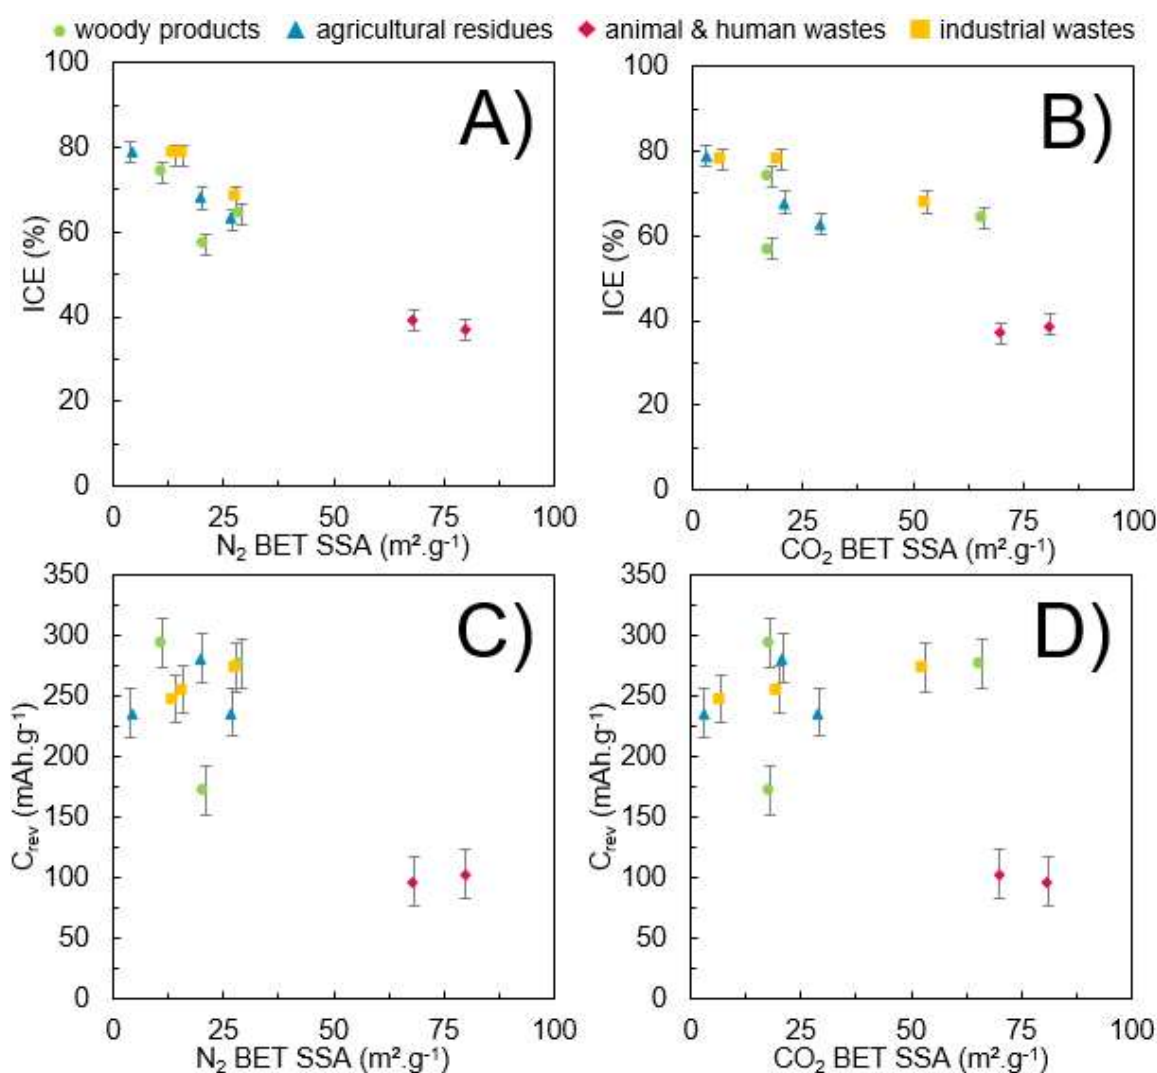 woody products agricultural residues animal & human wastes industrial wastes
A)
100
80
60
40
20
0
ICE (%)
0 25 50 75 100
N₂ BET SSA (m².g⁻¹)
B)
100
80
60
40
20
0
ICE (%)
0 25 50 75 100
CO₂ BET SSA (m².g⁻¹)
C)
350
300
250
200
150
100
50
0
C_rev (mAh.g⁻¹)
0 25 50 75 100
N₂ BET SSA (m².g⁻¹)
D)
350
300
250
200
150
100
50
0
C_rev (mAh.g⁻¹)
0 25 50 75 100
CO₂ BET SSA (m².g⁻¹)